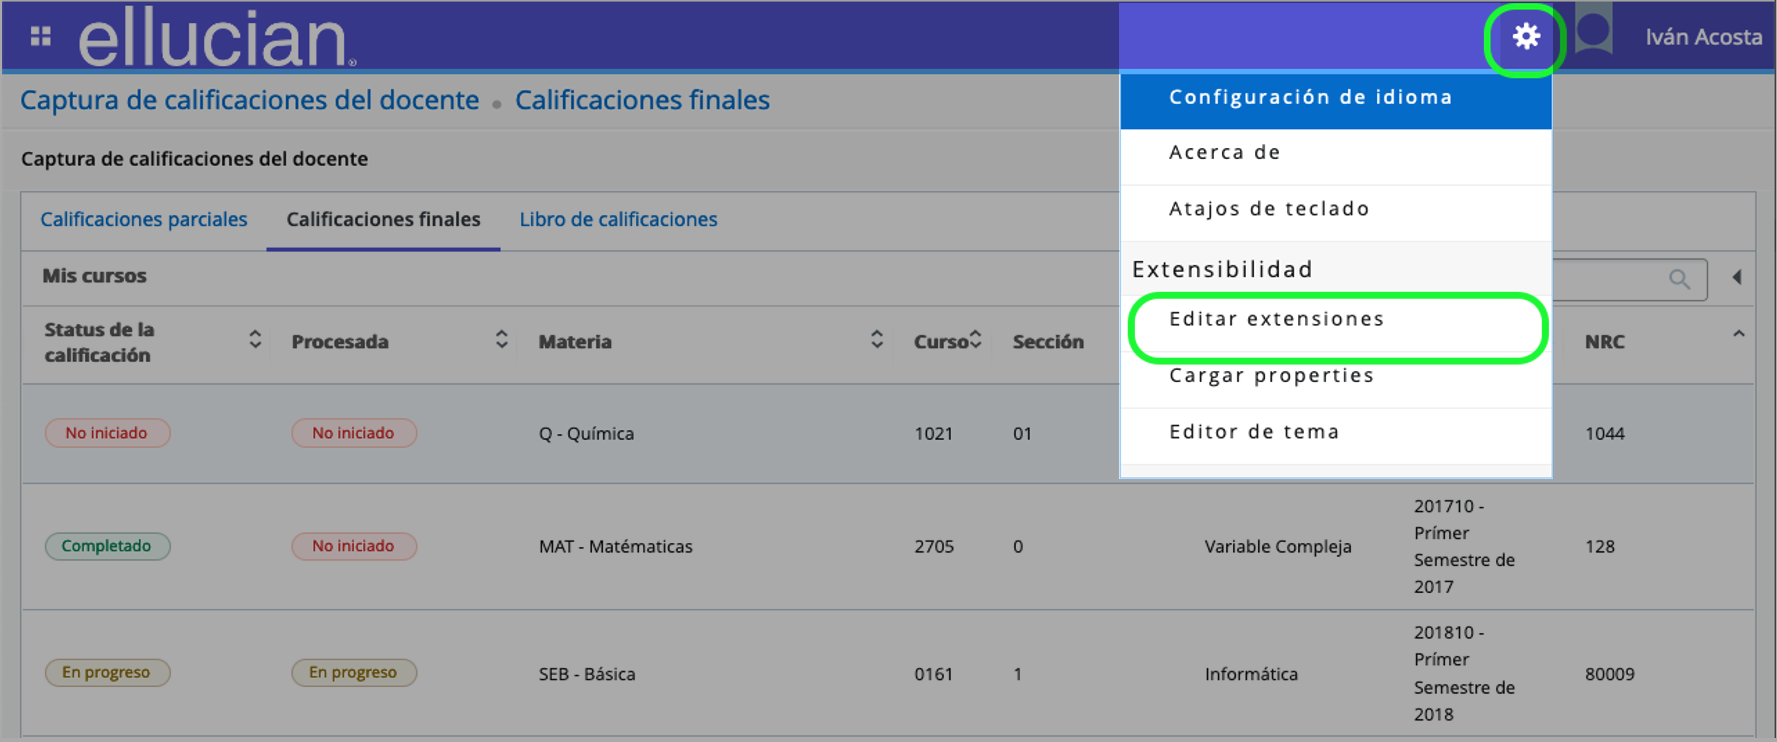 ellucian®
Iván Acosta
Captura de calificaciones del docente • Calificaciones finales
Configuración de idioma
Acerca de
Atajos de teclado
Extensibilidad
Editar extensiones
Cargar properties
Editor de tema
Captura de calificaciones del docente
Calificaciones parciales Calificaciones finales Libro de calificaciones
Mis cursos
Status de la
calificación
Procesada
Materia
Curso
Sección
NRC
No iniciado
No iniciado
Q - Química
1021
01
1044
Completado
No iniciado
MAT - Matématicas
2705
0
Variable Compleja
201710 -
Prímer
Semestre de
2017
128
En progreso
En progreso
SEB - Básica
0161
1
Informática
201810 -
Prímer
Semestre de
2018
80009